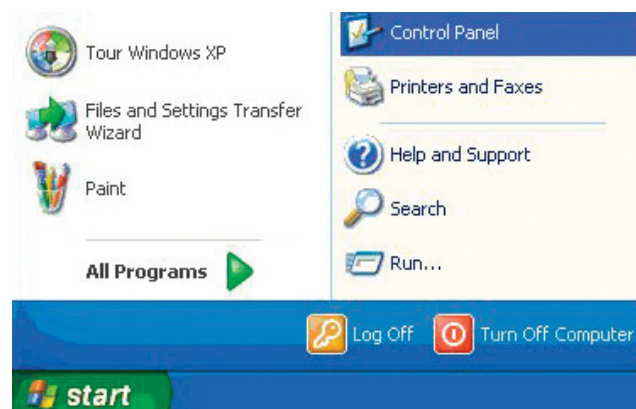 Tour Windows XP
Files and Settings Transfer
Wizard
Paint
All Programs
Control Panel
Printers and Faxes
Help and Support
Search
Run...
Log Off
Turn Off Computer
start